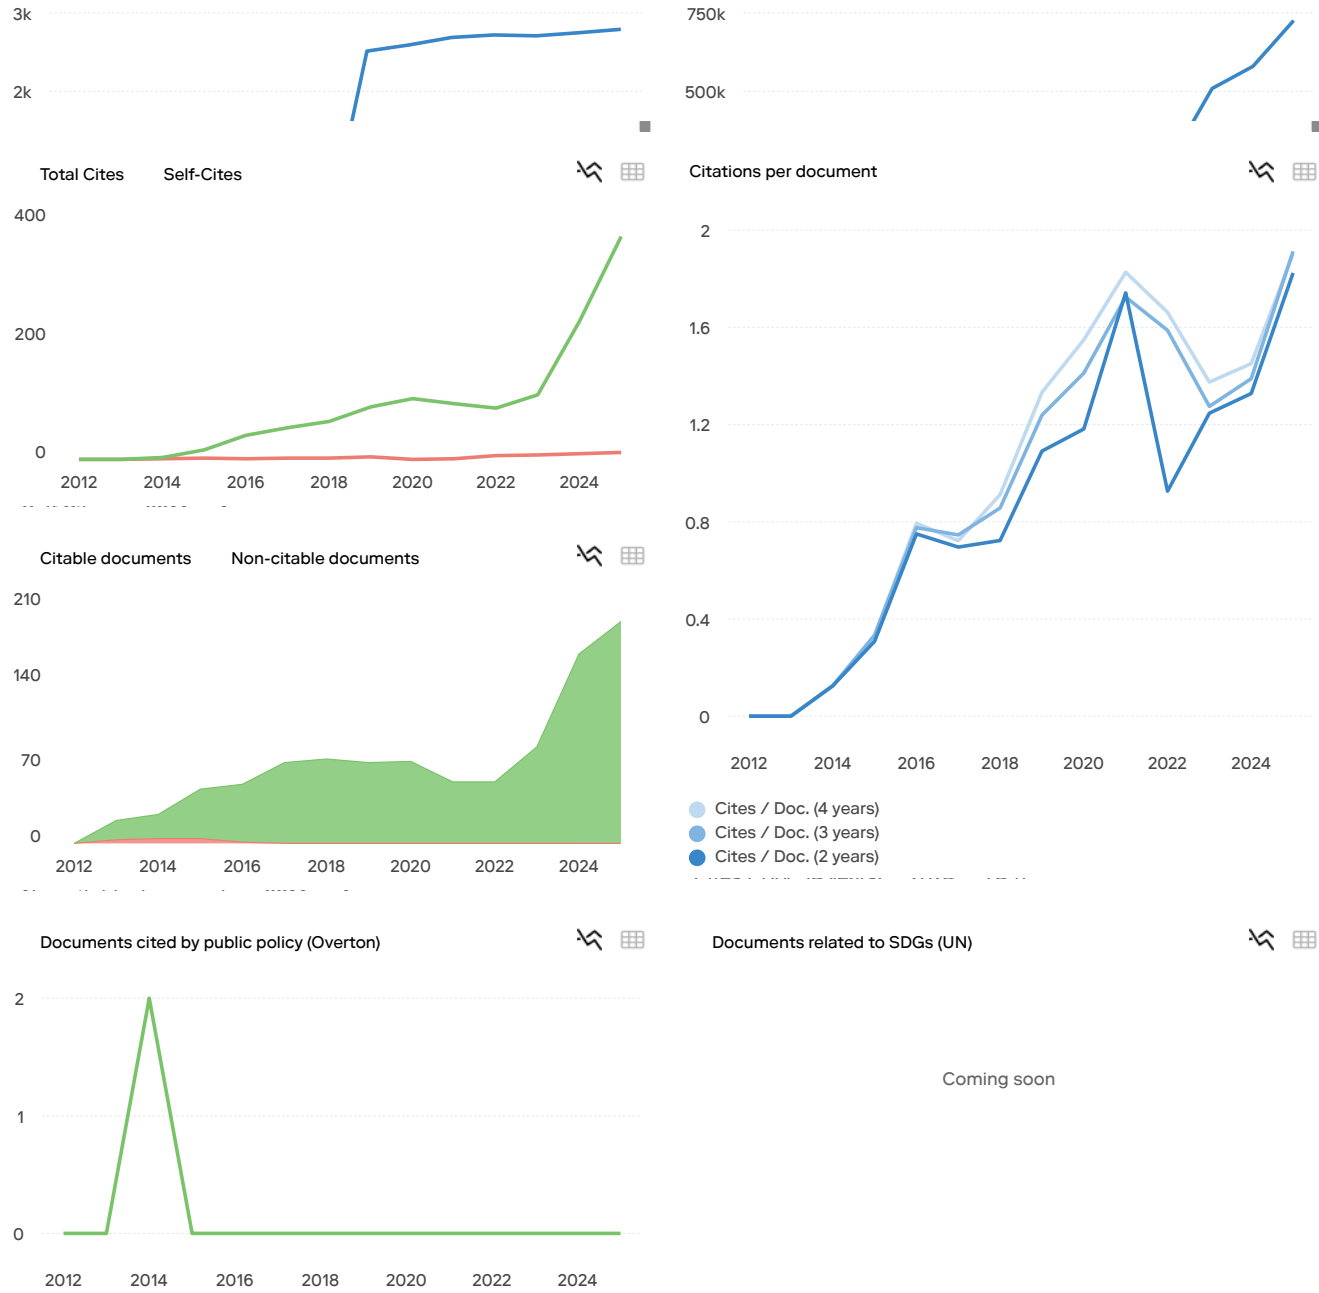 3k
2k
750k
500k
Total Cites Self-Cites
400
200
0
2012 2014 2016 2018 2020 2022 2024
Citations per document
2
1.6
1.2
0.8
0.4
0
2012 2014 2016 2018 2020 2022 2024
Cites / Doc. (4 years)
Cites / Doc. (3 years)
Cites / Doc. (2 years)
Citable documents Non-citable documents
210
140
70
0
2012 2014 2016 2018 2020 2022 2024
Documents cited by public policy (Overton)
2
1
0
2012 2014 2016 2018 2020 2022 2024
Documents related to SDGs (UN)
Coming soon